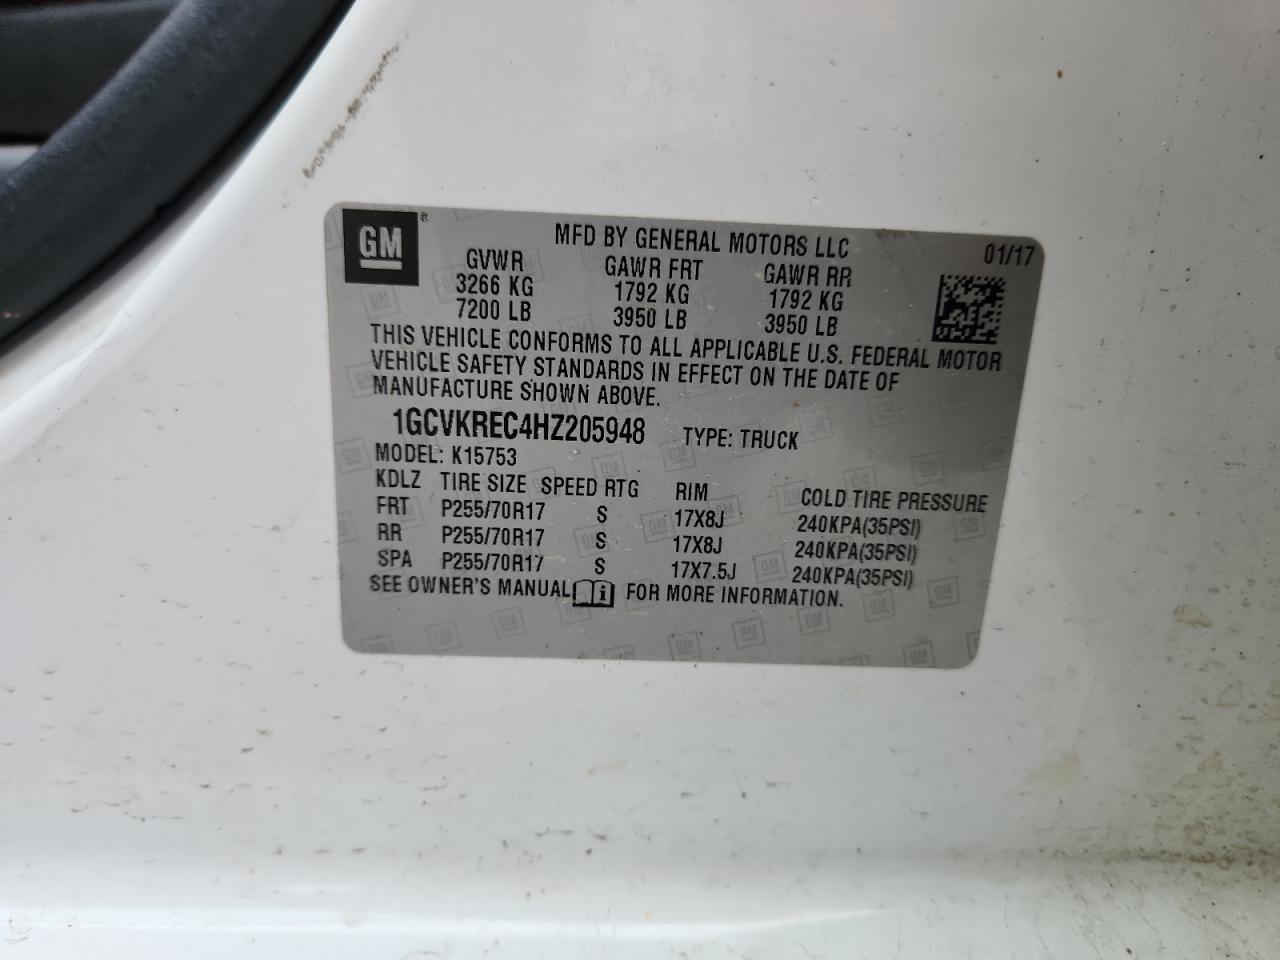 GM ®
MFD BY GENERAL MOTORS LLC 01/17
GVWR GAWR FRT GAWR RR
3266 KG 1792 KG 1792 KG
7200 LB 3950 LB 3950 LB
THIS VEHICLE CONFORMS TO ALL APPLICABLE U.S. FEDERAL MOTOR
VEHICLE SAFETY STANDARDS IN EFFECT ON THE DATE OF
MANUFACTURE SHOWN ABOVE.
1GCVKREC4HZ205948 TYPE: TRUCK
MODEL: K15753
KDLZ TIRE SIZE SPEED RTG RIM COLD TIRE PRESSURE
FRT P255/70R17 S 17X8J 240KPA(35PSI)
RR P255/70R17 S 17X8J 240KPA(35PSI)
SPA P255/70R17 S 17X7.5J 240KPA(35PSI)
SEE OWNER'S MANUAL i FOR MORE INFORMATION.